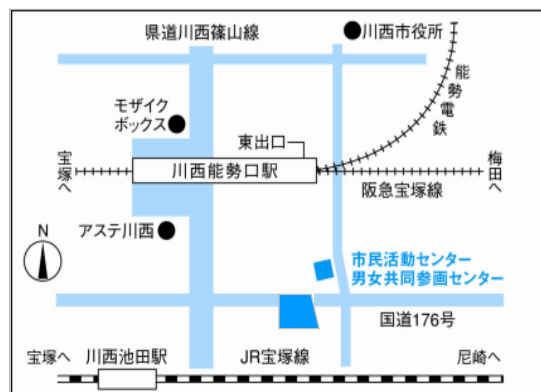 県道川西篠山線
川西市役所
能勢電鉄
モザイク
ボックス
東出口
宝塚へ
川西能勢口駅
梅田へ
阪急宝塚線
アステ川西
N
市民活動センター
男女共同参画センター
国道176号
宝塚へ
川西池田駅
JR宝塚線
尼崎へ